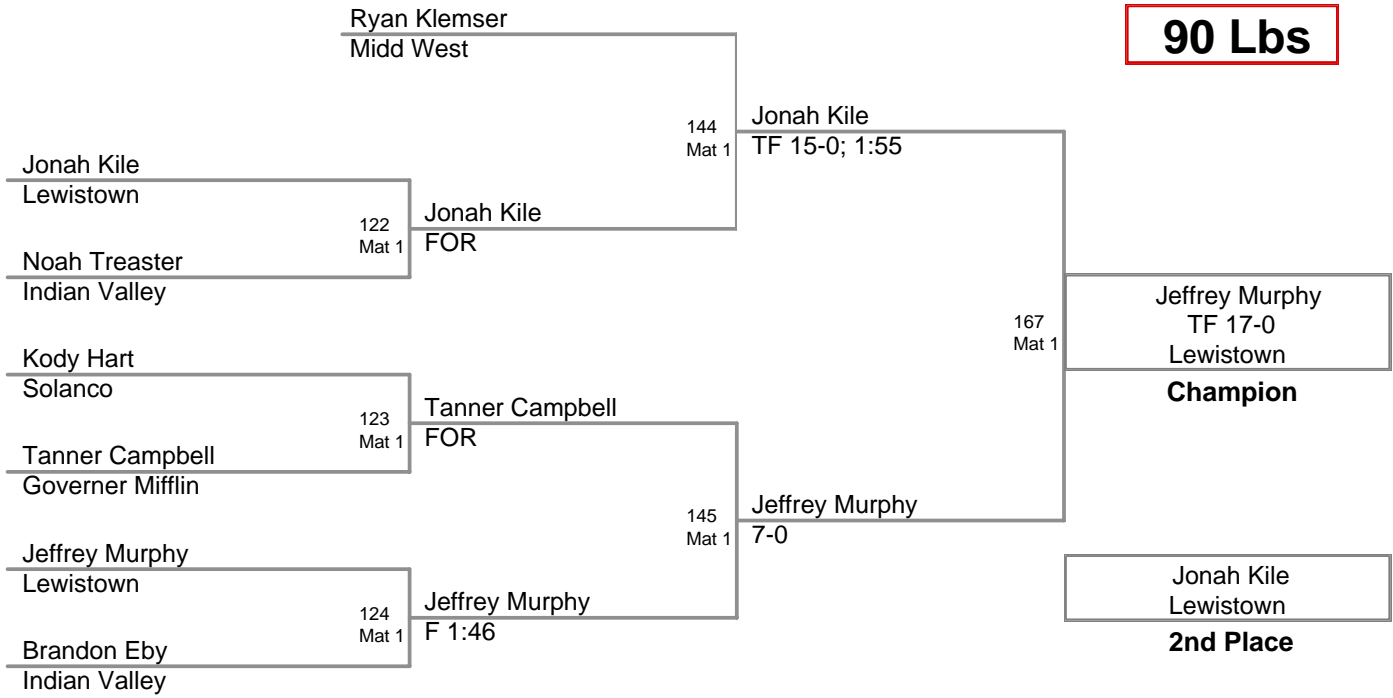 Ryan Klemser
Midd West
90 Lbs
144
Mat 1
Jonah Kile
TF 15-0; 1:55
Jonah Kile
Lewistown
122
Mat 1
Jonah Kile
FOR
Noah Treaster
Indian Valley
167
Mat 1
Jeffrey Murphy
TF 17-0
Lewistown
Champion
Kody Hart
Solanco
123
Mat 1
Tanner Campbell
FOR
Tanner Campbell
Governer Mifflin
145
Mat 1
Jeffrey Murphy
7-0
Jeffrey Murphy
Lewistown
124
Mat 1
Jeffrey Murphy
F 1:46
Brandon Eby
Indian Valley
Jonah Kile
Lewistown
2nd Place